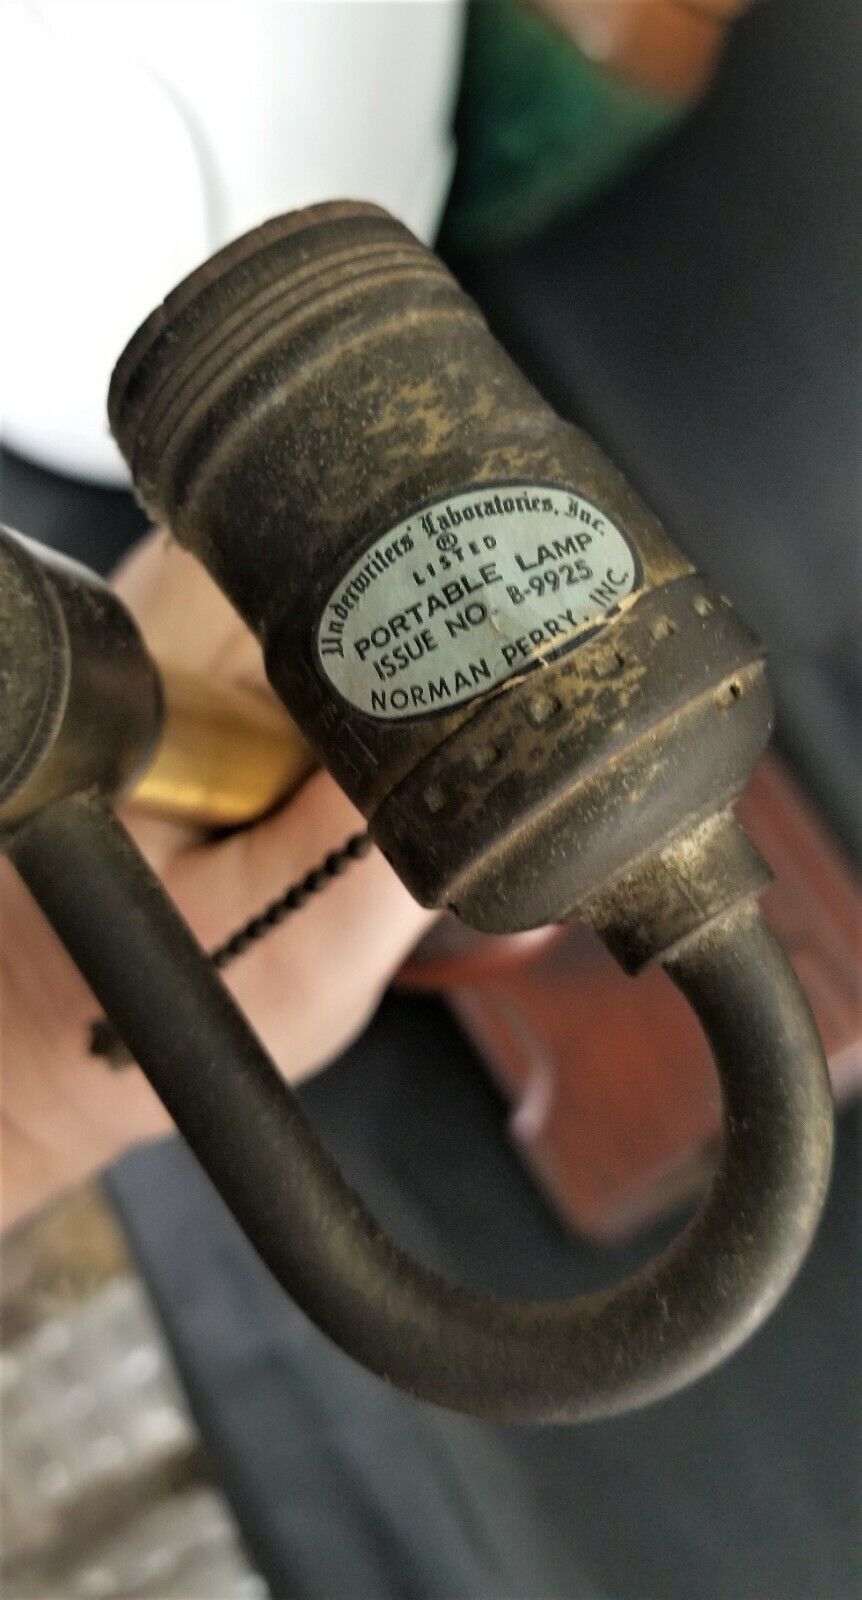 Underwriters' Laboratories, Inc.
®
LISTED
PORTABLE LAMP
ISSUE NO. B-9925
NORMAN PERRY, INC.